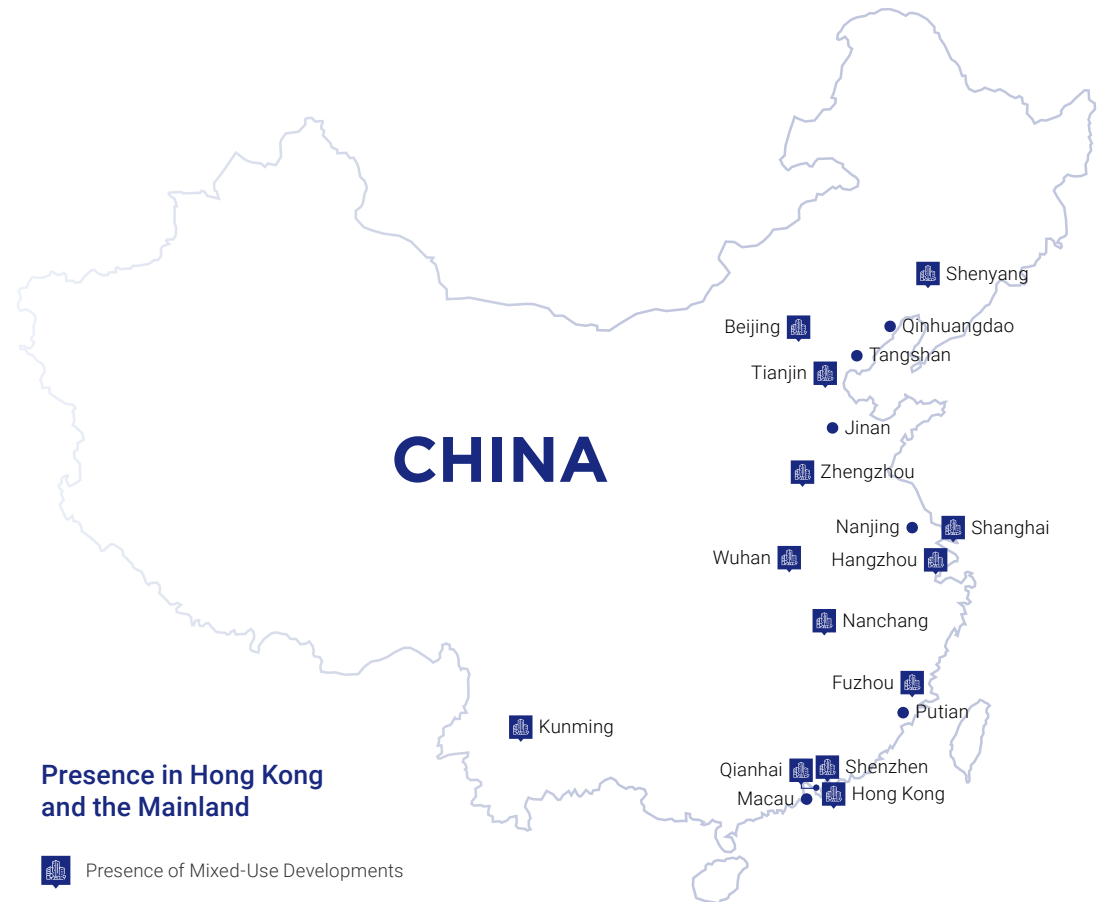 Shenyang
Beijing
Qinhuangdao
Tangshan
Tianjin
Jinan
CHINA
Zhengzhou
Nanjing
Shanghai
Wuhan
Hangzhou
Nanchang
Fuzhou
Putian
Kunming
Qianhai
Shenzhen
Macau
Hong Kong
Presence in Hong Kong
and the Mainland
Presence of Mixed-Use Developments